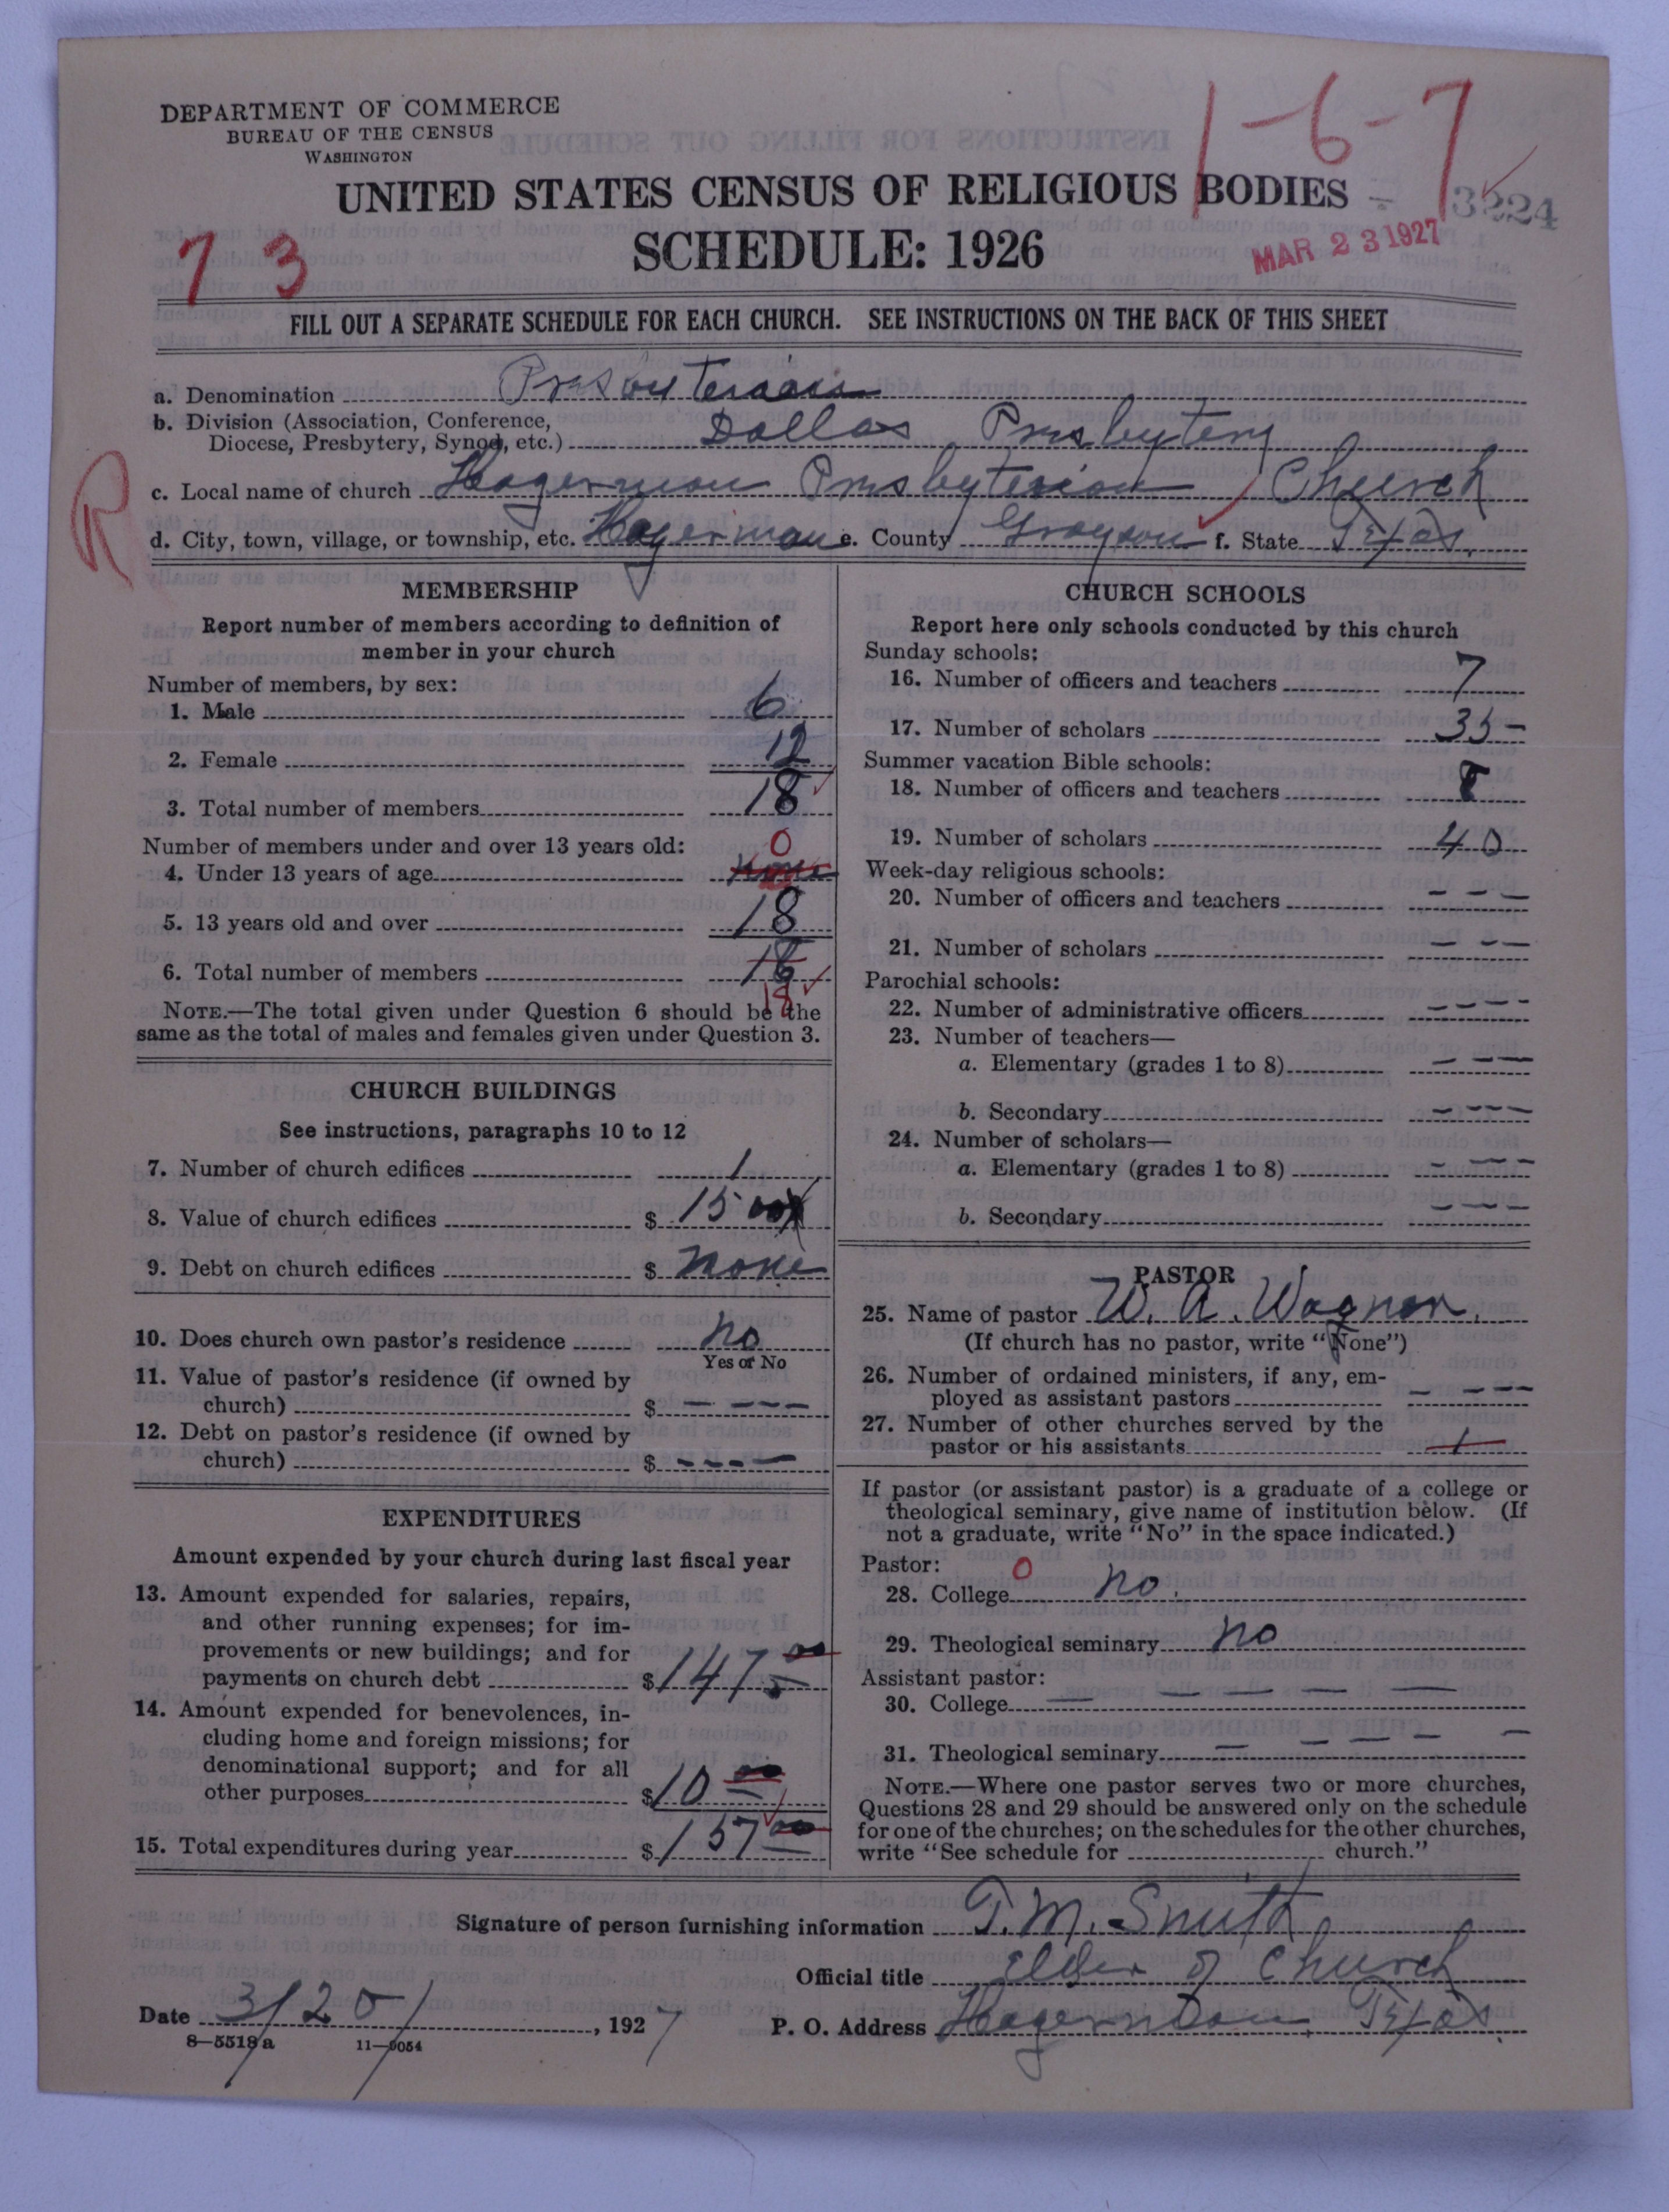 DEPARTMENT OF COMMERCE
BUREAU OF THE CENSUS
WASHINGTON
1-6-7
UNITED STATES CENSUS OF RELIGIOUS BODIES
3224
SCHEDULE: 1926
MAR 23 1927
7 3
FILL OUT A SEPARATE SCHEDULE FOR EACH CHURCH. SEE INSTRUCTIONS ON THE BACK OF THIS SHEET
a. Denomination Presbyterian
b. Division (Association, Conference,
Diocese, Presbytery, Synod, etc.) Dallas Presbytery
R
c. Local name of church Hagerman Presbyterian Church
d. City, town, village, or township, etc. Hagerman e. County Grayson f. State Texas.
MEMBERSHIP
Report number of members according to definition of
member in your church
Number of members, by sex:
1. Male 6
2. Female 12
3. Total number of members 18
Number of members under and over 13 years old: 0
4. Under 13 years of age none
5. 13 years old and over 18
6. Total number of members 18
18
NOTE.—The total given under Question 6 should be the
same as the total of males and females given under Question 3.
CHURCH BUILDINGS
See instructions, paragraphs 10 to 12
7. Number of church edifices 1
8. Value of church edifices $ 1500
9. Debt on church edifices $ none
10. Does church own pastor's residence no
Yes or No
11. Value of pastor's residence (if owned by
church) $ - - - -
12. Debt on pastor's residence (if owned by
church) $ - - - -
EXPENDITURES
Amount expended by your church during last fiscal year
13. Amount expended for salaries, repairs,
and other running expenses; for im-
provements or new buildings; and for
payments on church debt $ 147 00
14. Amount expended for benevolences, in-
cluding home and foreign missions; for
denominational support; and for all
other purposes $ 10 00
15. Total expenditures during year $ 157 00
CHURCH SCHOOLS
Report here only schools conducted by this church
Sunday schools:
16. Number of officers and teachers 7
17. Number of scholars 35
Summer vacation Bible schools:
18. Number of officers and teachers 8
19. Number of scholars 40
Week-day religious schools:
20. Number of officers and teachers - - -
21. Number of scholars - - -
Parochial schools:
22. Number of administrative officers - - - -
23. Number of teachers—
a. Elementary (grades 1 to 8) - - - -
b. Secondary - - - -
24. Number of scholars—
a. Elementary (grades 1 to 8) - - - -
b. Secondary - - - -
PASTOR
25. Name of pastor W. A. Wagner.
(If church has no pastor, write "None")
26. Number of ordained ministers, if any, em-
ployed as assistant pastors - - - -
27. Number of other churches served by the
pastor or his assistants 1
If pastor (or assistant pastor) is a graduate of a college or
theological seminary, give name of institution below. (If
not a graduate, write "No" in the space indicated.)
Pastor: 0
28. College no.
29. Theological seminary no
Assistant pastor:
30. College — — — — —
31. Theological seminary — — — — —
NOTE.—Where one pastor serves two or more churches,
Questions 28 and 29 should be answered only on the schedule
for one of the churches; on the schedules for the other churches,
write "See schedule for church."
Signature of person furnishing information T. M. Smith
Official title Elder of Church
Date 3/20/, 1927 P. O. Address Hagerman, Texas.
8-5518 a 11-9054